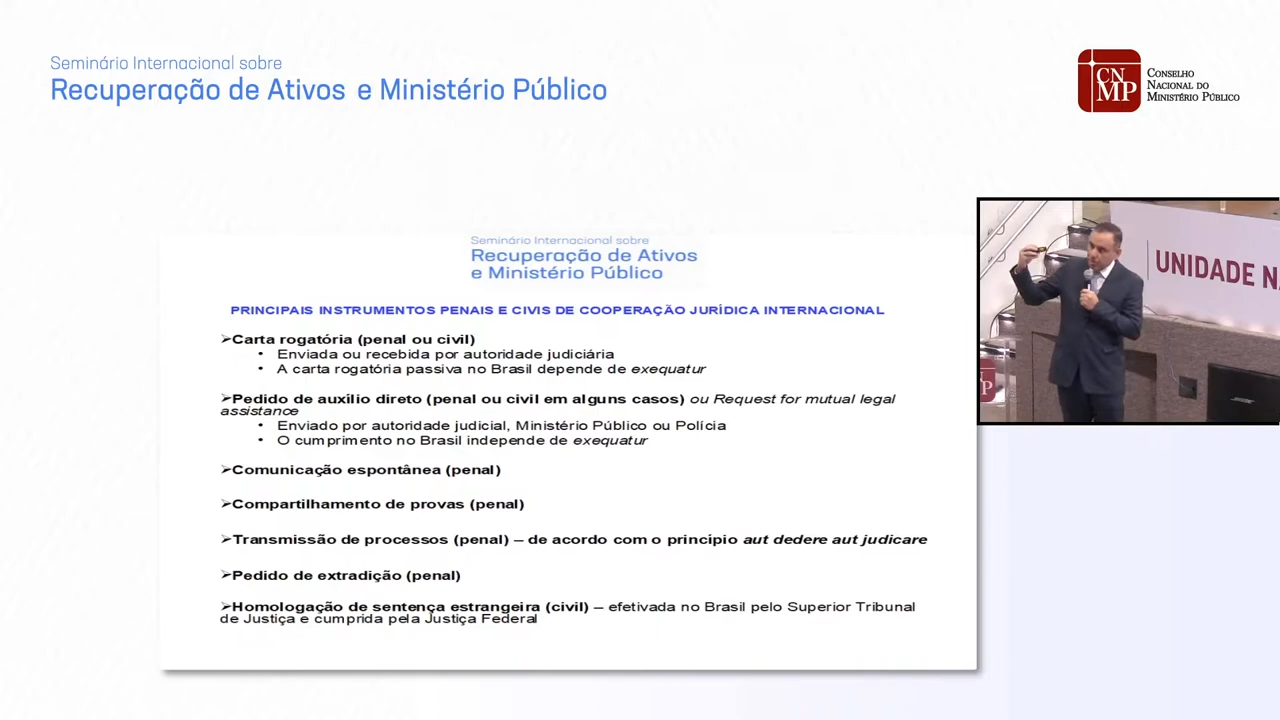 Seminário Internacional sobre
Recuperação de Ativos e Ministério Público
CN
MP
CONSELHO
NACIONAL DO
MINISTÉRIO PÚBLICO
Seminário Internacional sobre
Recuperação de Ativos
e Ministério Público
PRINCIPAIS INSTRUMENTOS PENAIS E CIVIS DE COOPERAÇÃO JURÍDICA INTERNACIONAL
➢Carta rogatória (penal ou civil)
• Enviada ou recebida por autoridade judiciária
• A carta rogatória passiva no Brasil depende de exequatur
➢Pedido de auxílio direto (penal ou civil em alguns casos) ou Request for mutual legal
assistance
• Enviado por autoridade judicial, Ministério Público ou Polícia
• O cumprimento no Brasil independe de exequatur
➢Comunicação espontânea (penal)
➢Compartilhamento de provas (penal)
➢Transmissão de processos (penal) – de acordo com o princípio aut dedere aut judicare
➢Pedido de extradição (penal)
➢Homologação de sentença estrangeira (civil) – efetivada no Brasil pelo Superior Tribunal
de Justiça e cumprida pela Justiça Federal
UNIDADE NA